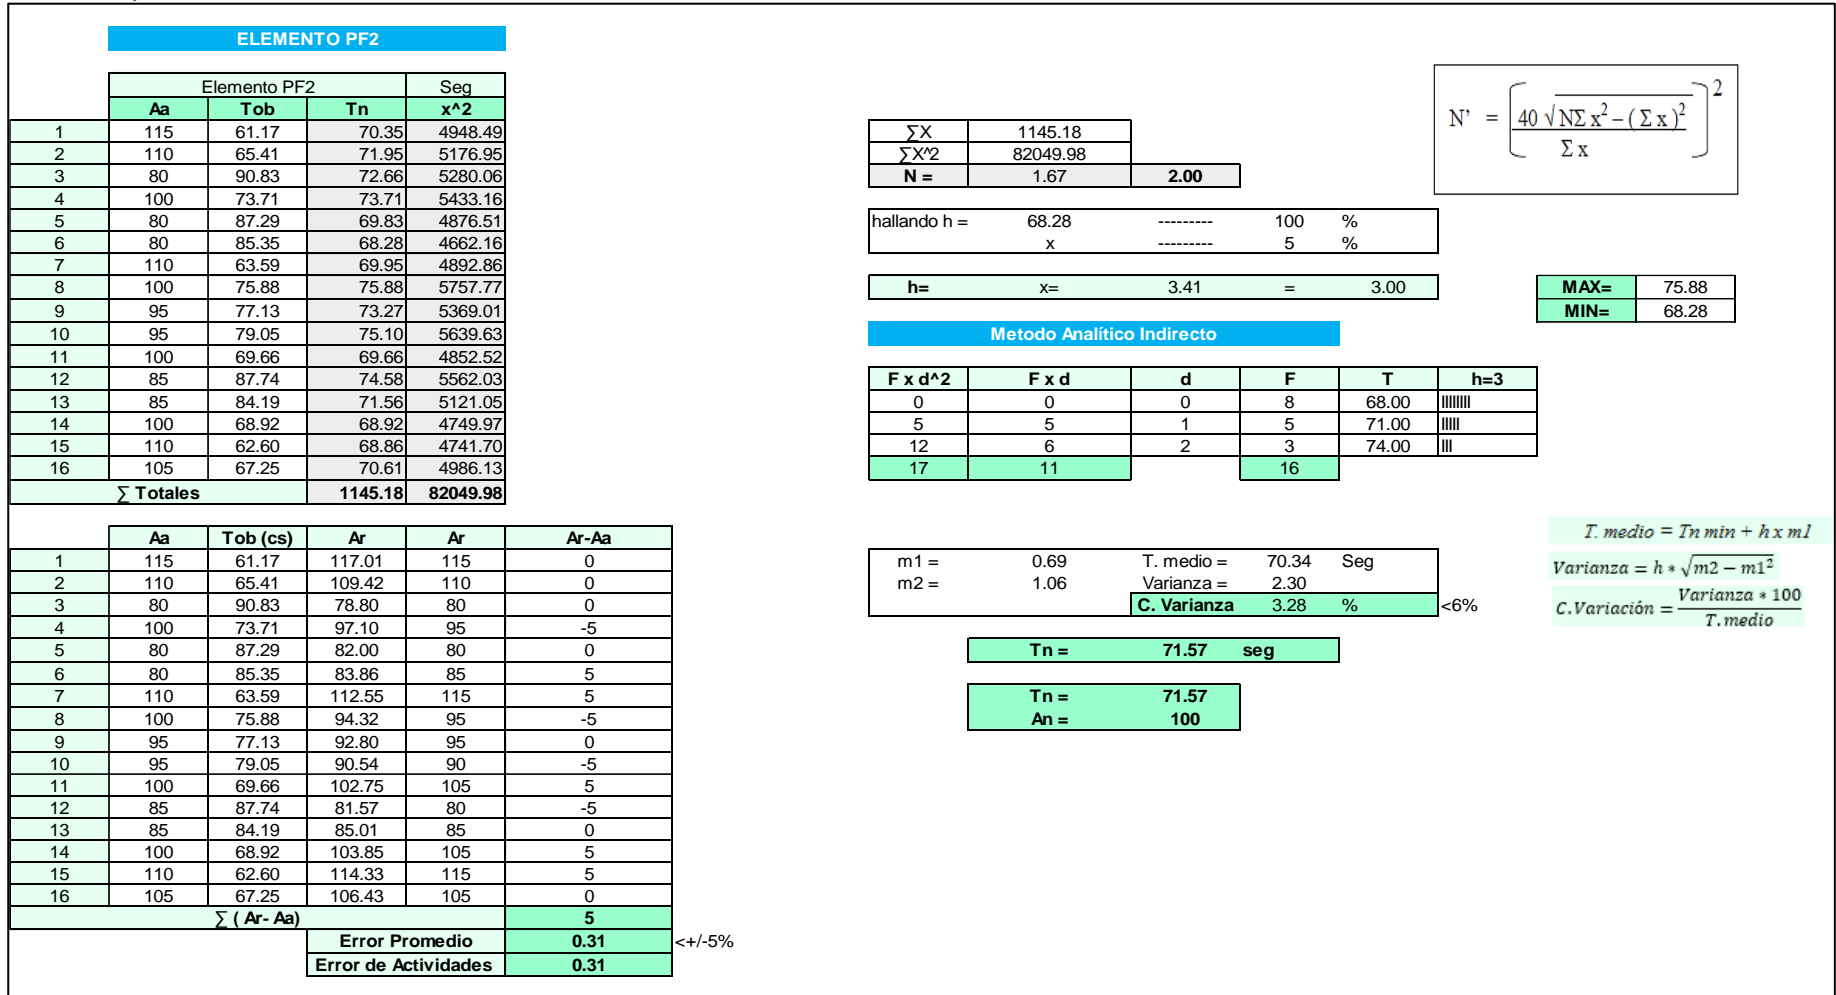 ELEMENTO PF2
Elemento PF2 Seg
Aa Tob Tn x^2
1 115 61.17 70.35 4948.49
2 110 65.41 71.95 5176.95
3 80 90.83 72.66 5280.06
4 100 73.71 73.71 5433.16
5 80 87.29 69.83 4876.51
6 80 85.35 68.28 4662.16
7 110 63.59 69.95 4892.86
8 100 75.88 75.88 5757.77
9 95 77.13 73.27 5369.01
10 95 79.05 75.10 5639.63
11 100 69.66 69.66 4852.52
12 85 87.74 74.58 5562.03
13 85 84.19 71.56 5121.05
14 100 68.92 68.92 4749.97
15 110 62.60 68.86 4741.70
16 105 67.25 70.61 4986.13
∑ Totales 1145.18 82049.98
Aa Tob (cs) Ar Ar Ar-Aa
1 115 61.17 117.01 115 0
2 110 65.41 109.42 110 0
3 80 90.83 78.80 80 0
4 100 73.71 97.10 95 -5
5 80 87.29 82.00 80 0
6 80 85.35 83.86 85 5
7 110 63.59 112.55 115 5
8 100 75.88 94.32 95 -5
9 95 77.13 92.80 95 0
10 95 79.05 90.54 90 -5
11 100 69.66 102.75 105 5
12 85 87.74 81.57 80 -5
13 85 84.19 85.01 85 0
14 100 68.92 103.85 105 5
15 110 62.60 114.33 115 5
16 105 67.25 106.43 105 0
∑ ( Ar- Aa) 5
Error Promedio 0.31 <+/-5%
Error de Actividades 0.31
∑X 1145.18
∑X^2 82049.98
N = 1.67 2.00
N' = [ 40 √ NΣ x² – ( Σ x )² / Σ x ] 2
hallando h = 68.28 --------- 100 %
x --------- 5 %
h= x= 3.41 = 3.00
MAX= 75.88
MIN= 68.28
Metodo Analítico Indirecto
F x d^2 F x d d F T h=3
0 0 0 8 68.00 IIIIIIII
5 5 1 5 71.00 IIIII
12 6 2 3 74.00 III
17 11 16
m1 = 0.69 T. medio = 70.34 Seg
m2 = 1.06 Varianza = 2.30
C. Varianza 3.28 % <6%
T. medio = Tn min + h x m1
Varianza = h * √m2 − m1²
C.Variación = Varianza * 100 / T.medio
Tn = 71.57 seg
Tn = 71.57
An = 100